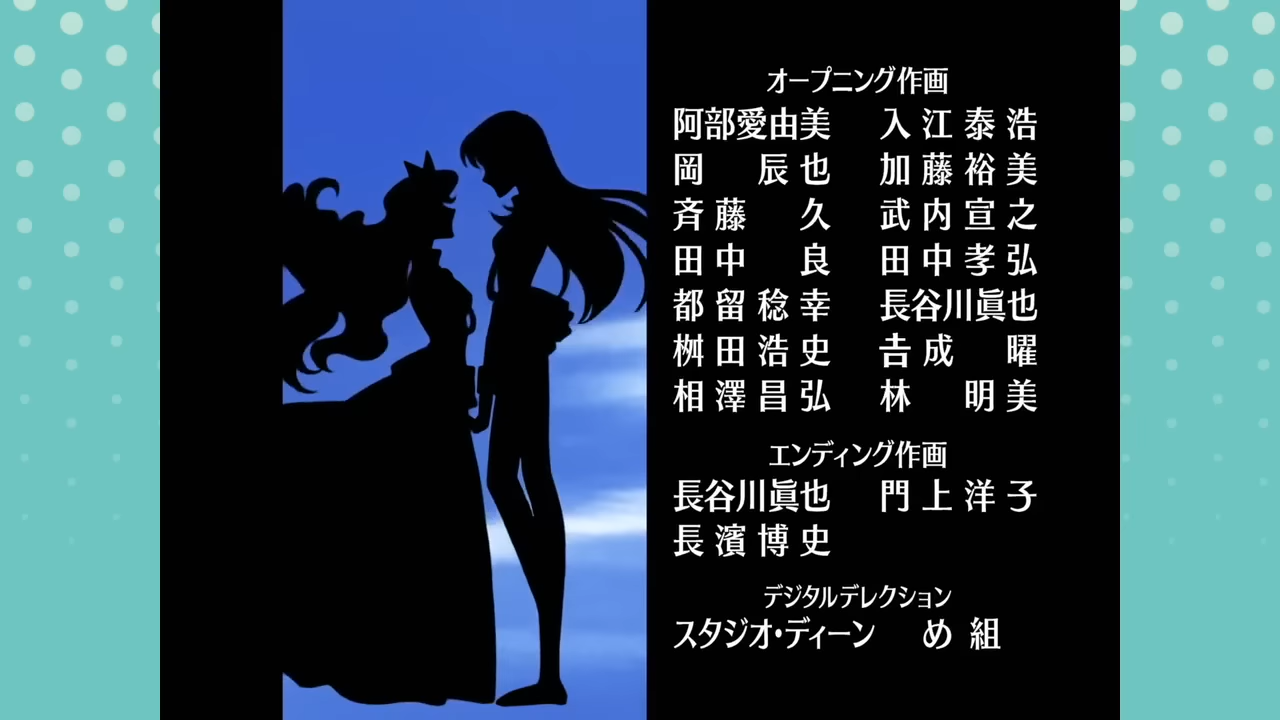 オープニング作画
阿部愛由美　入江泰浩
岡　辰也　加藤裕美
斉藤　久　武内宣之
田中　良　田中孝弘
都留稔幸　長谷川眞也
桝田浩史　𠮷成　曜
相澤昌弘　林　明美
エンディング作画
長谷川眞也　門上洋子
長濱博史
デジタルデレクション
スタジオ・ディーン　め組